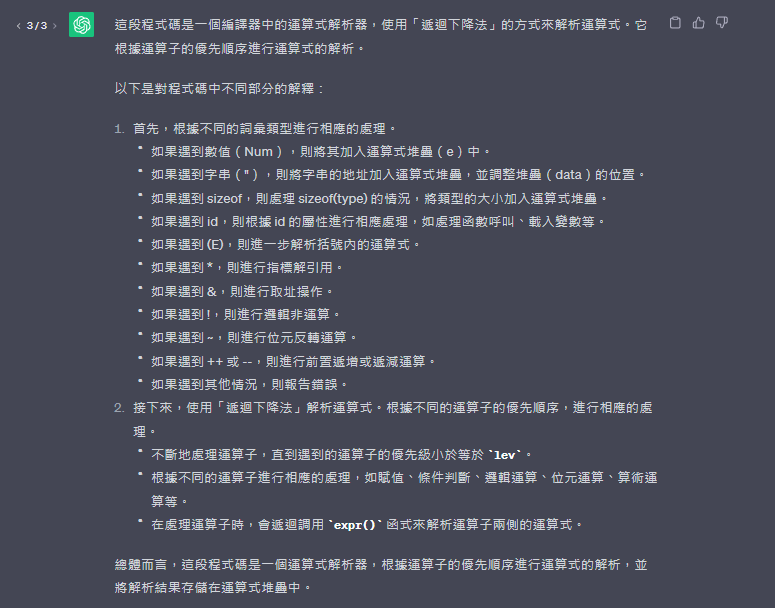 3/3
這段程式碼是一個編譯器中的運算式解析器，使用「遞迴下降法」的方式來解析運算式。它
根據運算子的優先順序進行運算式的解析。
以下是對程式碼中不同部分的解釋：
1. 首先，根據不同的詞彙類型進行相應的處理。
• 如果遇到數值（Num），則將其加入運算式堆疊（e）中。
• 如果遇到字串（"），則將字串的地址加入運算式堆疊，並調整堆疊（data）的位置。
• 如果遇到 sizeof，則處理 sizeof(type) 的情況，將類型的大小加入運算式堆疊。
• 如果遇到 id，則根據 id 的屬性進行相應處理，如處理函數呼叫、載入變數等。
• 如果遇到 (E)，則進一步解析括號內的運算式。
• 如果遇到 *，則進行指標解引用。
• 如果遇到 &，則進行取址操作。
• 如果遇到 !，則進行邏輯非運算。
• 如果遇到 ~，則進行位元反轉運算。
• 如果遇到 ++ 或 --，則進行前置遞增或遞減運算。
• 如果遇到其他情況，則報告錯誤。
2. 接下來，使用「遞迴下降法」解析運算式。根據不同的運算子的優先順序，進行相應的處
理。
• 不斷地處理運算子，直到遇到的運算子的優先級小於等於 `lev`。
• 根據不同的運算子進行相應的處理，如賦值、條件判斷、邏輯運算、位元運算、算術運
算等。
• 在處理運算子時，會遞迴調用 `expr()` 函式來解析運算子兩側的運算式。
總體而言，這段程式碼是一個運算式解析器，根據運算子的優先順序進行運算式的解析，並
將解析結果存儲在運算式堆疊中。